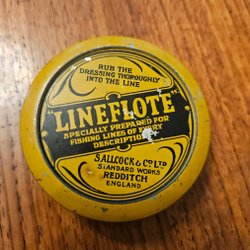 RUB THE
DRESSING THOROUGHLY
INTO THE LINE
"LINEFLOTE"
SPECIALLY PREPARED FOR
FISHING LINES OF EVERY
DESCRIPTION
S. ALLCOCK & CO LTD
STANDARD WORKS
REDDITCH
ENGLAND